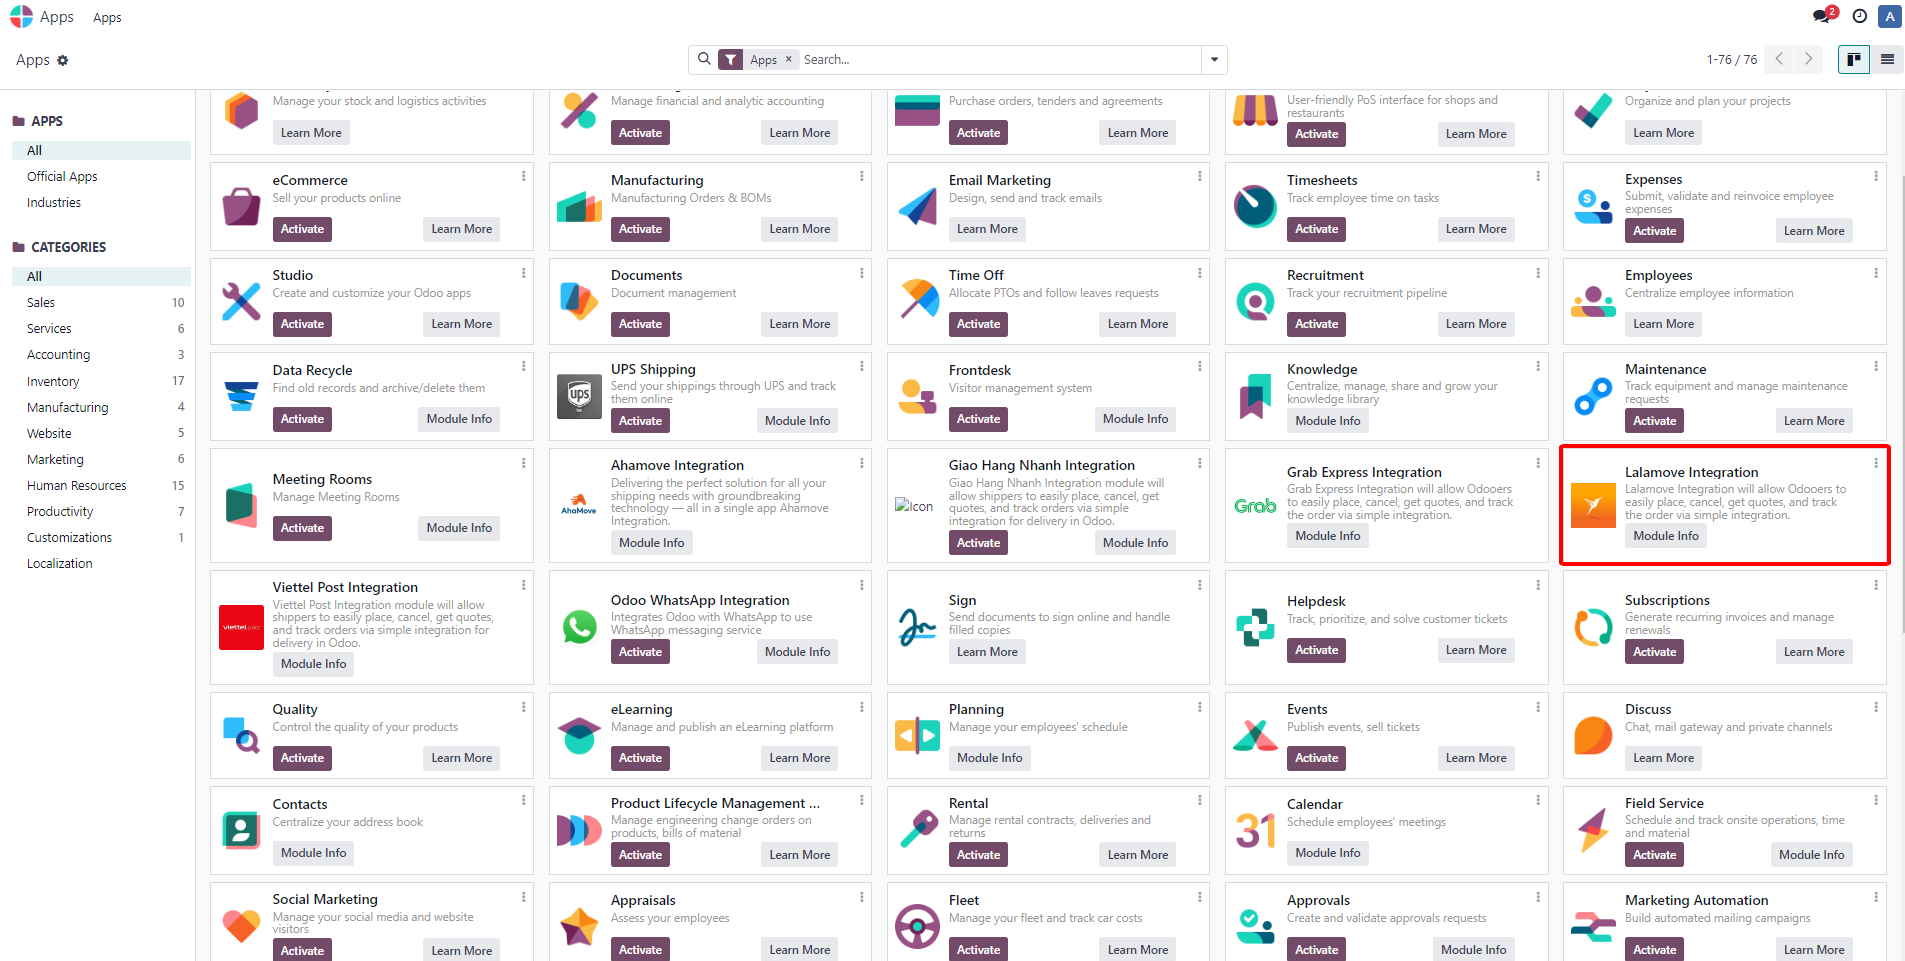 Apps Apps 2 A
Apps Apps × Search... 1-76 / 76
APPS
All
Official Apps
Industries
CATEGORIES
All
Sales 10
Services 6
Accounting 3
Inventory 17
Manufacturing 4
Website 5
Marketing 6
Human Resources 15
Productivity 7
Customizations 1
Localization
Manage your stock and logistics activities
Learn More
Manage financial and analytic accounting
Activate Learn More
Purchase orders, tenders and agreements
Activate Learn More
User-friendly PoS interface for shops and
restaurants
Activate Learn More
Organize and plan your projects
Learn More
eCommerce
Sell your products online
Activate Learn More
Manufacturing
Manufacturing Orders & BOMs
Activate Learn More
Email Marketing
Design, send and track emails
Learn More
Timesheets
Track employee time on tasks
Activate Learn More
Expenses
Submit, validate and reinvoice employee
expenses
Activate Learn More
Studio
Create and customize your Odoo apps
Activate Learn More
Documents
Document management
Activate Learn More
Time Off
Allocate PTOs and follow leaves requests
Activate Learn More
Recruitment
Track your recruitment pipeline
Activate Learn More
Employees
Centralize employee information
Learn More
Data Recycle
Find old records and archive/delete them
Activate Module Info
ups
UPS Shipping
Send your shippings through UPS and track
them online
Activate Module Info
Frontdesk
Visitor management system
Activate Module Info
Knowledge
Centralize, manage, share and grow your
knowledge library
Module Info
Maintenance
Track equipment and manage maintenance
requests
Activate Learn More
Meeting Rooms
Manage Meeting Rooms
Activate Module Info
AHAMOVE
Ahamove Integration
Delivering the perfect solution for all your
shipping needs with groundbreaking
technology — all in a single app Ahamove
Integration.
Module Info
Icon
Giao Hang Nhanh Integration
Giao Hang Nhanh Integration module will
allow shippers to easily place, cancel, get
quotes, and track orders via simple
integration for delivery in Odoo.
Activate Module Info
Grab
Grab Express Integration
Grab Express Integration will allow Odooers
to easily place, cancel, get quotes, and track
the order via simple integration.
Module Info
Lalamove Integration
Lalamove Integration will allow Odooers to
easily place, cancel, get quotes, and track
the order via simple integration.
Module Info
viettel post
Viettel Post Integration
Viettel Post Integration module will allow
shippers to easily place, cancel, get quotes,
and track orders via simple integration for
delivery in Odoo.
Module Info
Odoo WhatsApp Integration
Integrates Odoo with WhatsApp to use
WhatsApp messaging service
Activate Module Info
Sign
Send documents to sign online and handle
filled copies
Learn More
Helpdesk
Track, prioritize, and solve customer tickets
Activate Learn More
Subscriptions
Generate recurring invoices and manage
renewals
Activate Learn More
Quality
Control the quality of your products
Activate Learn More
eLearning
Manage and publish an eLearning platform
Activate Learn More
Planning
Manage your employees' schedule
Module Info
Events
Publish events, sell tickets
Activate Learn More
Discuss
Chat, mail gateway and private channels
Learn More
Contacts
Centralize your address book
Module Info
Product Lifecycle Management ...
Manage engineering change orders on
products, bills of material
Activate Learn More
Rental
Manage rental contracts, deliveries and
returns
Activate Learn More
31
Calendar
Schedule employees' meetings
Module Info
Field Service
Schedule and track onsite operations, time
and material
Activate Module Info
Social Marketing
Manage your social media and website
visitors
Activate Learn More
Appraisals
Assess your employees
Activate Learn More
Fleet
Manage your fleet and track car costs
Activate Learn More
Approvals
Create and validate approvals requests
Activate Module Info
Marketing Automation
Build automated mailing campaigns
Activate Learn More